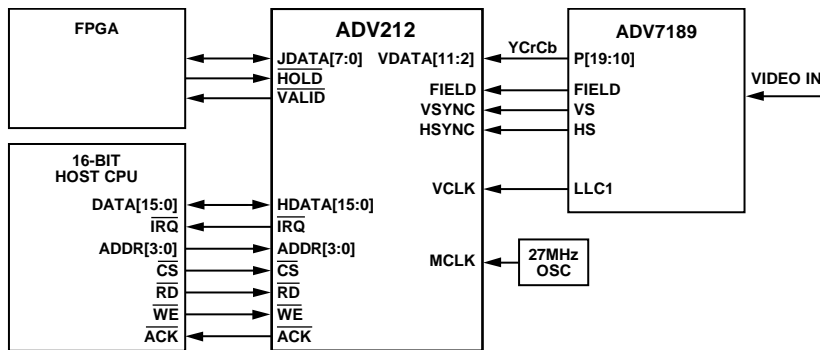 FPGA
ADV212
JDATA[7:0]
HOLD
VALID
VDATA[11:2]
FIELD
VSYNC
HSYNC
VCLK
MCLK
YCrCb
ADV7189
P[19:10]
FIELD
VS
HS
LLC1
VIDEO IN
27MHz
OSC
16-BIT
HOST CPU
DATA[15:0]
IRQ
ADDR[3:0]
CS
RD
WE
ACK
HDATA[15:0]
IRQ
ADDR[3:0]
CS
RD
WE
ACK